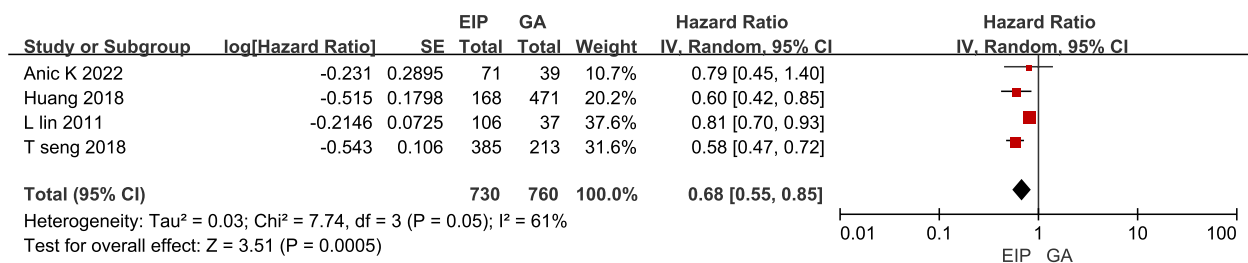 EIP GA Hazard Ratio Hazard Ratio
Study or Subgroup log[Hazard Ratio] SE Total Total Weight IV, Random, 95% CI IV, Random, 95% CI
Anic K 2022 -0.231 0.2895 71 39 10.7% 0.79 [0.45, 1.40]
Huang 2018 -0.515 0.1798 168 471 20.2% 0.60 [0.42, 0.85]
L lin 2011 -0.2146 0.0725 106 37 37.6% 0.81 [0.70, 0.93]
T seng 2018 -0.543 0.106 385 213 31.6% 0.58 [0.47, 0.72]
Total (95% CI) 730 760 100.0% 0.68 [0.55, 0.85]
Heterogeneity: Tau² = 0.03; Chi² = 7.74, df = 3 (P = 0.05); I² = 61%
Test for overall effect: Z = 3.51 (P = 0.0005)
0.01 0.1 1 10 100
EIP GA